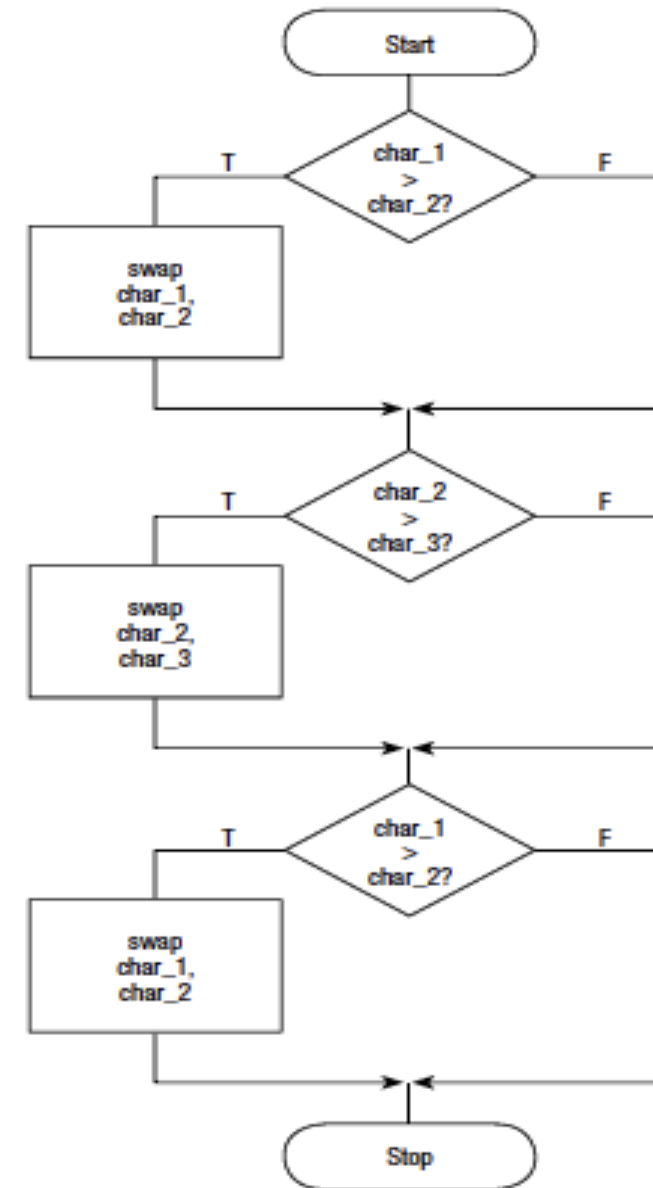 Start
char_1
>
char_2?
T
F
swap
char_1,
char_2
char_2
>
char_3?
T
F
swap
char_2,
char_3
char_1
>
char_2?
T
F
swap
char_1,
char_2
Stop